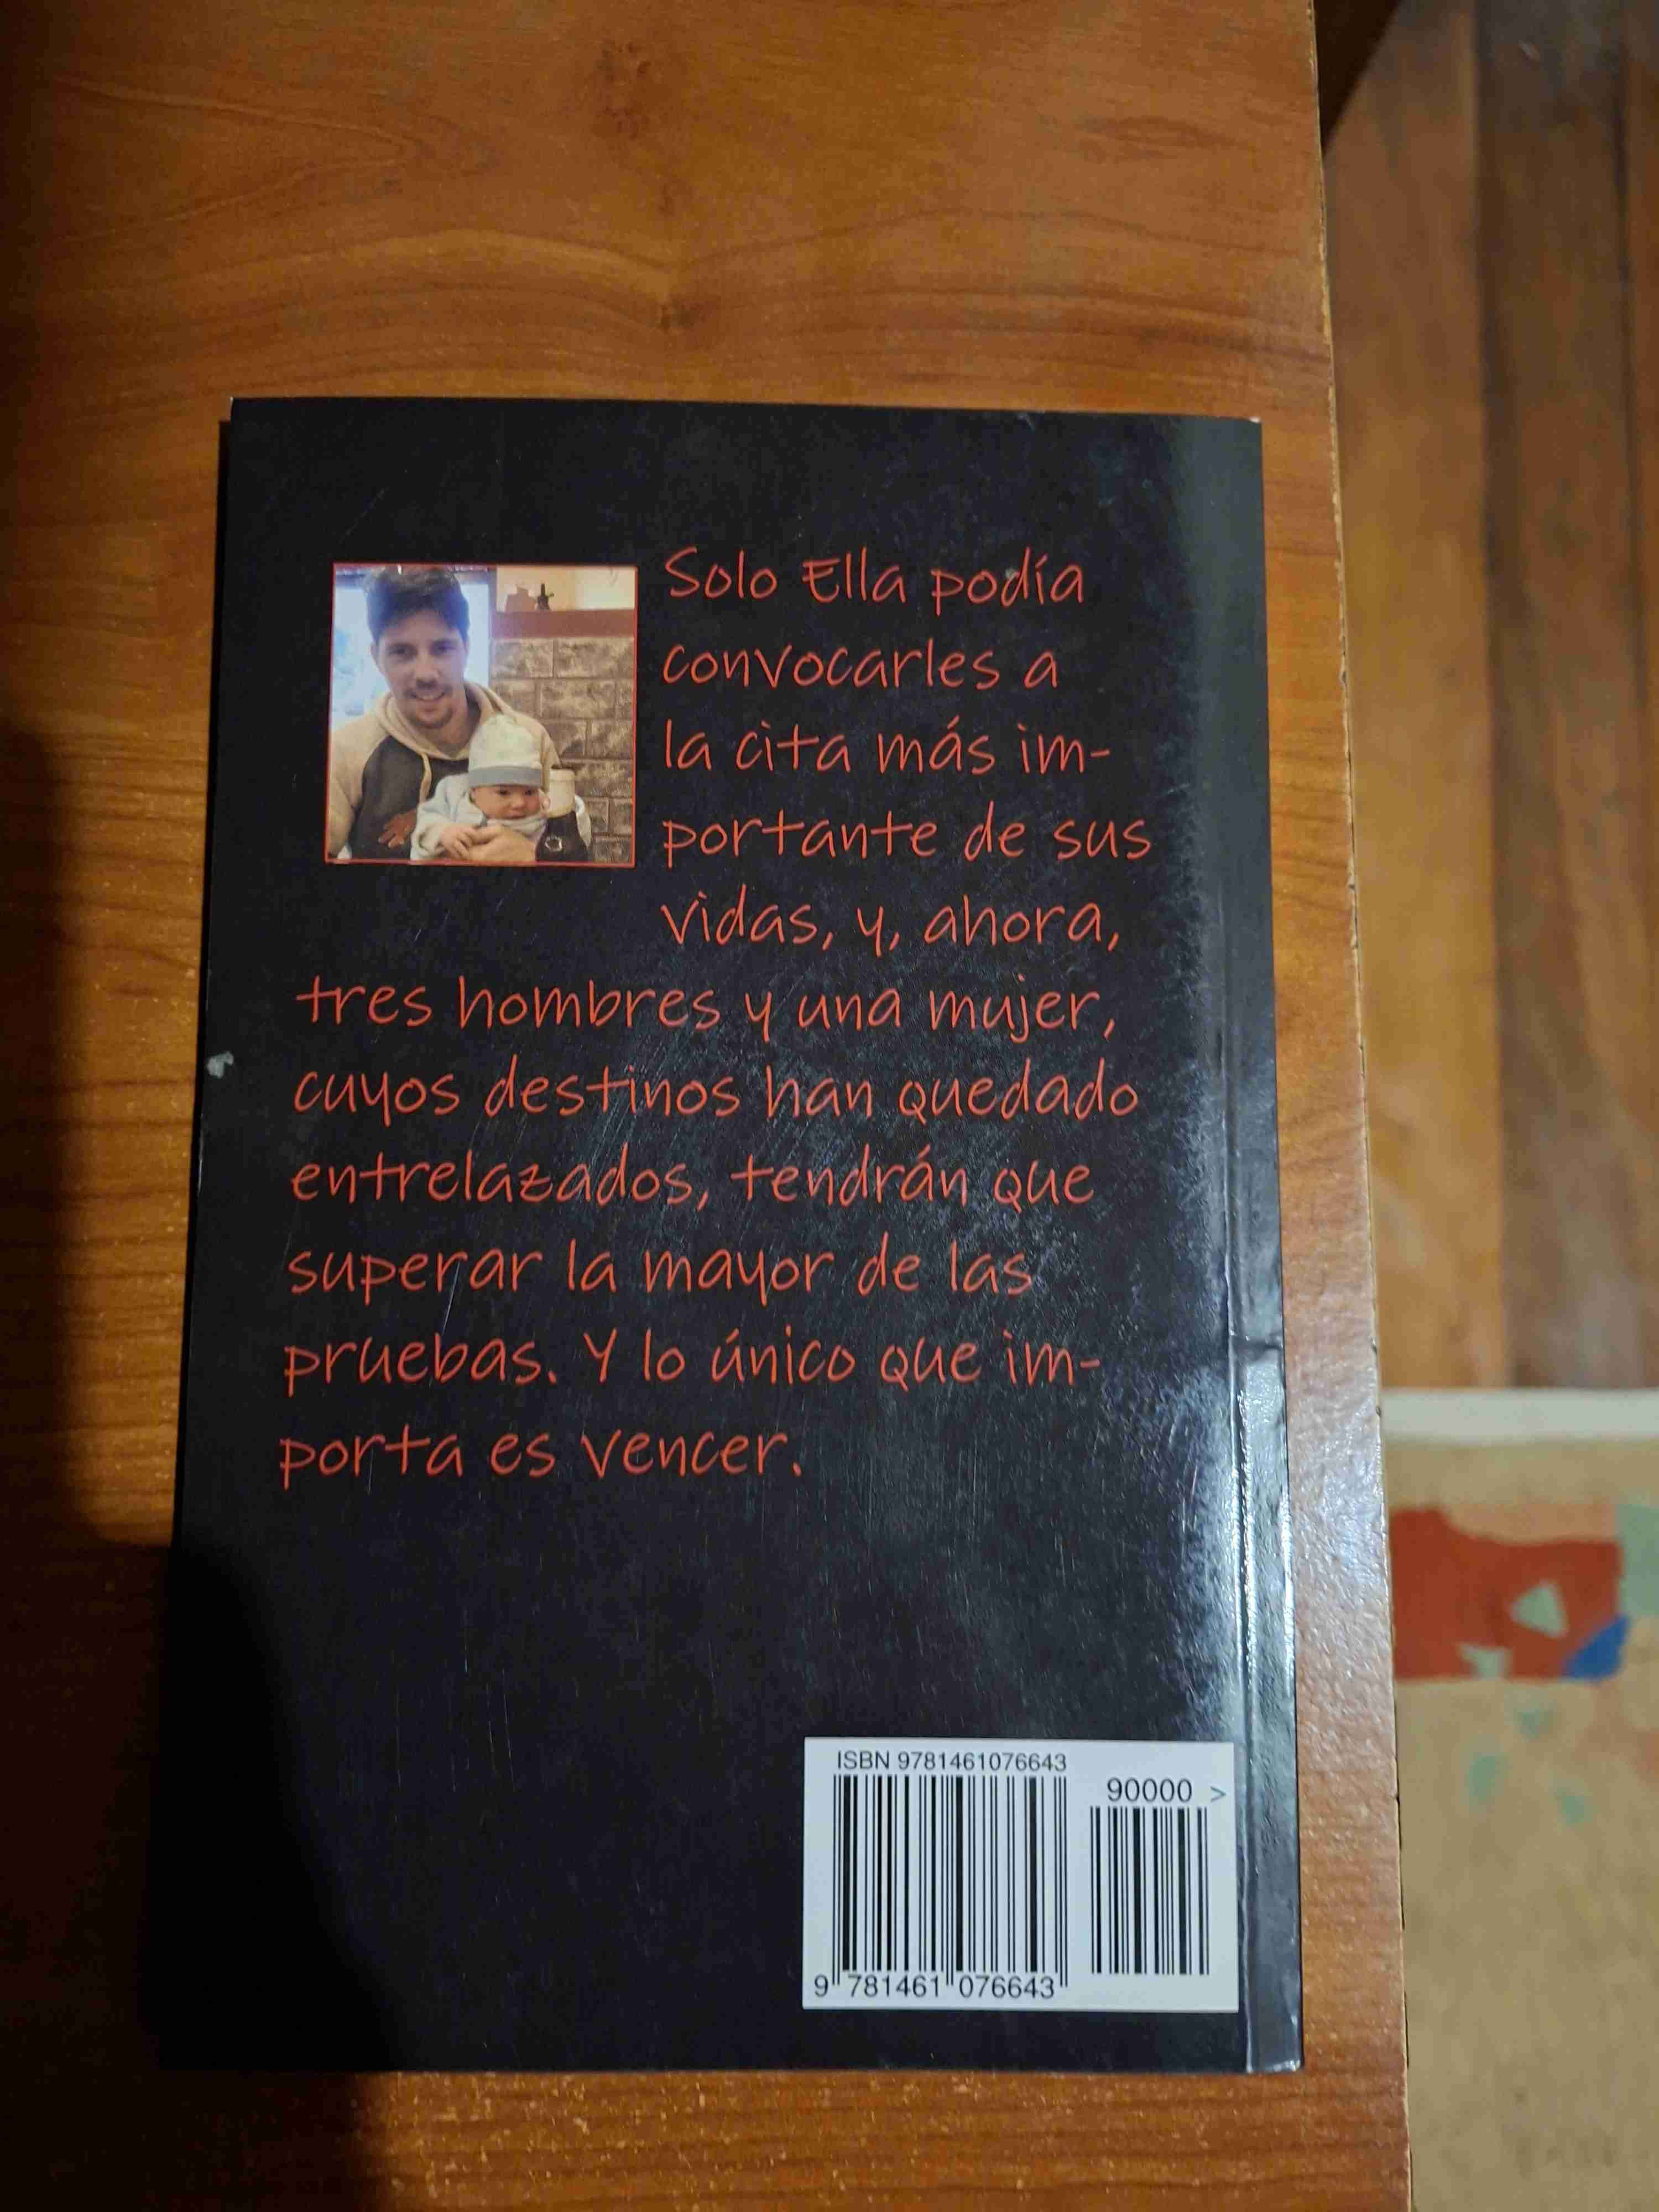 Solo Ella podía
convocarles a
la cita más im-
portante de sus
vidas, y, ahora,
tres hombres y una mujer,
cuyos destinos han quedado
entrelazados, tendrán que
superar la mayor de las
pruebas. Y lo único que im-
porta es vencer.
ISBN 9781461076643
90000 >
9 781461 076643